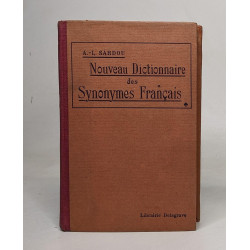 A.-L. SARDOU
Nouveau Dictionnaire
des
Synonymes Français
Librairie Delagrave